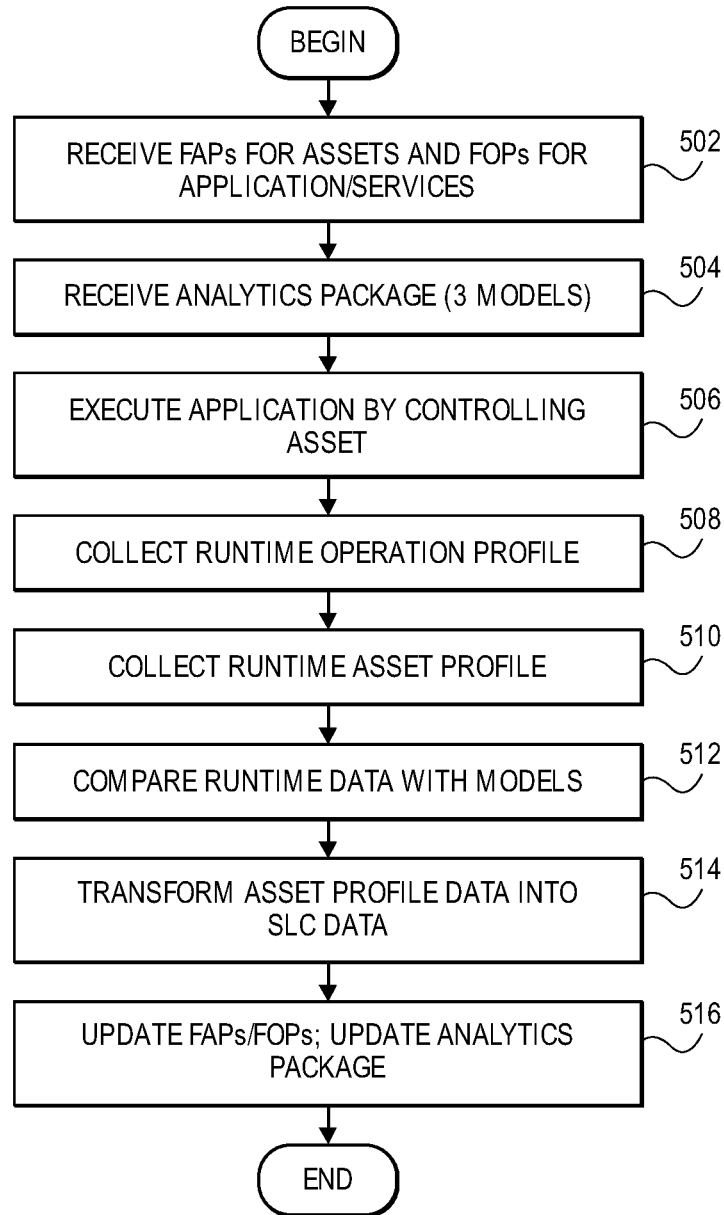 BEGIN
RECEIVE FAPs FOR ASSETS AND FOPs FOR
APPLICATION/SERVICES
502
RECEIVE ANALYTICS PACKAGE (3 MODELS)
504
EXECUTE APPLICATION BY CONTROLLING
ASSET
506
COLLECT RUNTIME OPERATION PROFILE
508
COLLECT RUNTIME ASSET PROFILE
510
COMPARE RUNTIME DATA WITH MODELS
512
TRANSFORM ASSET PROFILE DATA INTO
SLC DATA
514
UPDATE FAPs/FOPs; UPDATE ANALYTICS
PACKAGE
516
END